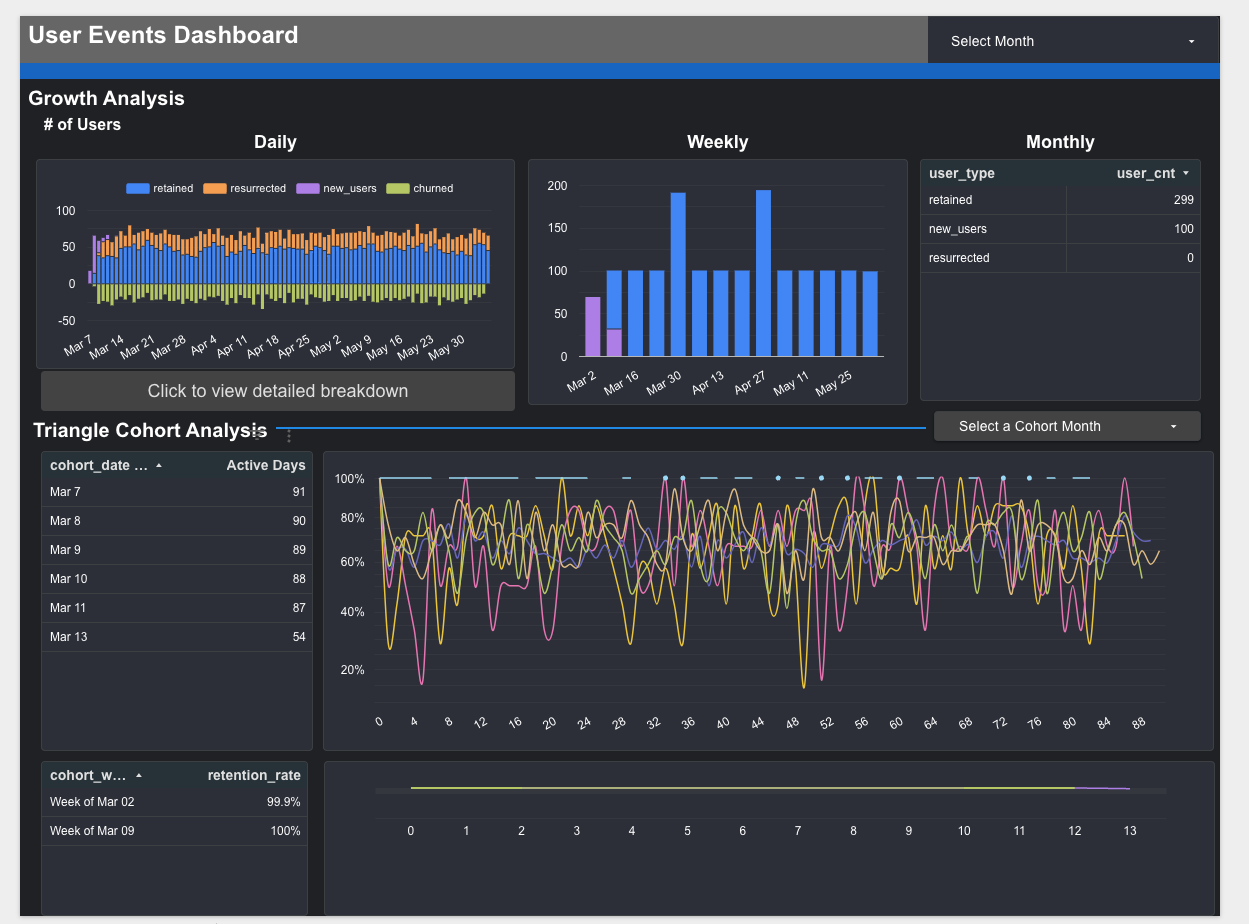 User Events Dashboard
Select Month
Growth Analysis
# of Users
Daily
Weekly
Monthly
retained resurrected new_users churned
100
50
0
-50
Mar 7 Mar 14 Mar 21 Mar 28 Apr 4 Apr 11 Apr 18 Apr 25 May 2 May 9 May 16 May 23 May 30
200
150
100
50
0
Mar 2 Mar 16 Mar 30 Apr 13 Apr 27 May 11 May 25
user_type user_cnt
retained 299
new_users 100
resurrected 0
Click to view detailed breakdown
Triangle Cohort Analysis
Select a Cohort Month
cohort_date ... Active Days
Mar 7 91
Mar 8 90
Mar 9 89
Mar 10 88
Mar 11 87
Mar 13 54
100%
80%
60%
40%
20%
0 4 8 12 16 20 24 28 32 36 40 44 48 52 56 60 64 68 72 76 80 84 88
cohort_w... retention_rate
Week of Mar 02 99.9%
Week of Mar 09 100%
0 1 2 3 4 5 6 7 8 9 10 11 12 13